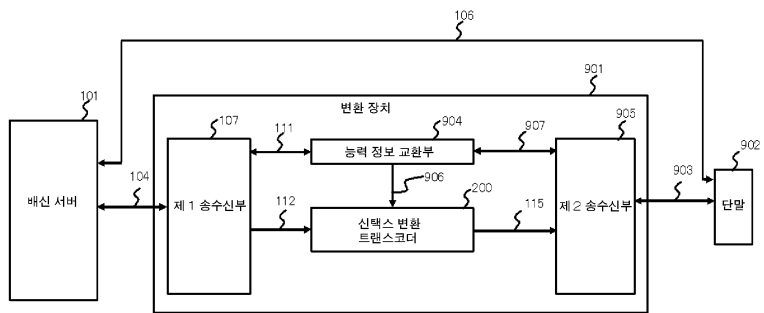 106
901
변환 장치
101
107
111
904
907
905
902
능력 정보 교환부
배신 서버
104
906
200
903
제 1 송수신부
112
신택스 변환
트랜스코더
115
제 2 송수신부
단말